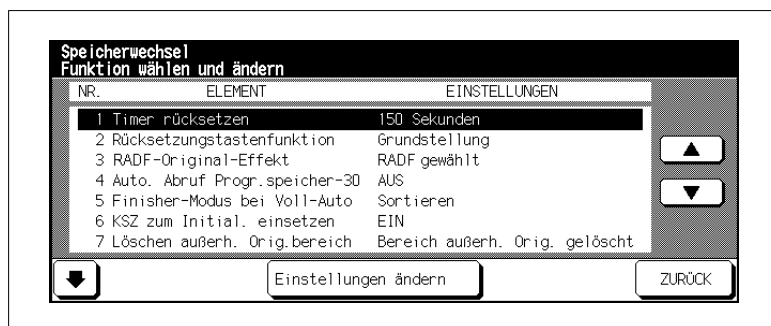 Speicherwechsel
Funktion wählen und ändern
NR. ELEMENT EINSTELLUNGEN
1 Timer rücksetzen 150 Sekunden
2 Rücksetzungstastenfunktion Grundstellung
3 RADF-Original-Effekt RADF gewählt
4 Auto. Abruf Progr.speicher-30 AUS
5 Finisher-Modus bei Voll-Auto Sortieren
6 KSZ zum Initial. einsetzen EIN
7 Löschen außerh. Orig.bereich Bereich außerh. Orig. gelöscht
Einstellungen ändern ZURÜCK